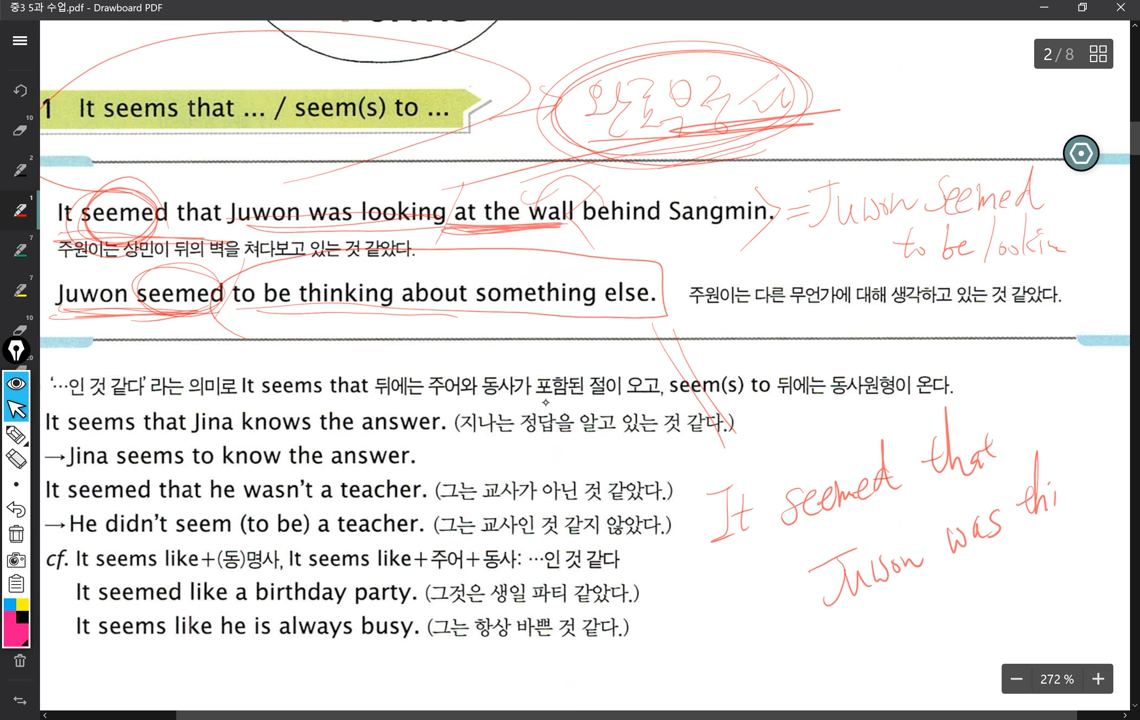 중3 5과 수업.pdf - Drawboard PDF
2 / 8
1 It seems that ... / seem(s) to ...
It seemed that Juwon was looking at the wall behind Sangmin.
= Juwon seemed
to be lookin
주원이는 상민이 뒤의 벽을 쳐다보고 있는 것 같았다.
Juwon seemed to be thinking about something else. 주원이는 다른 무언가에 대해 생각하고 있는 것 같았다.
‘…인 것 같다’ 라는 의미로 It seems that 뒤에는 주어와 동사가 포함된 절이 오고, seem(s) to 뒤에는 동사원형이 온다.
It seems that Jina knows the answer. (지나는 정답을 알고 있는 것 같다.)
→Jina seems to know the answer.
It seemed that he wasn't a teacher. (그는 교사가 아닌 것 같았다.)
→He didn't seem (to be) a teacher. (그는 교사인 것 같지 않았다.)
cf. It seems like+(동)명사, It seems like+주어+동사: …인 것 같다
It seemed like a birthday party. (그것은 생일 파티 같았다.)
It seems like he is always busy. (그는 항상 바쁜 것 같다.)
It seemed that
Juwon was thi
272 %